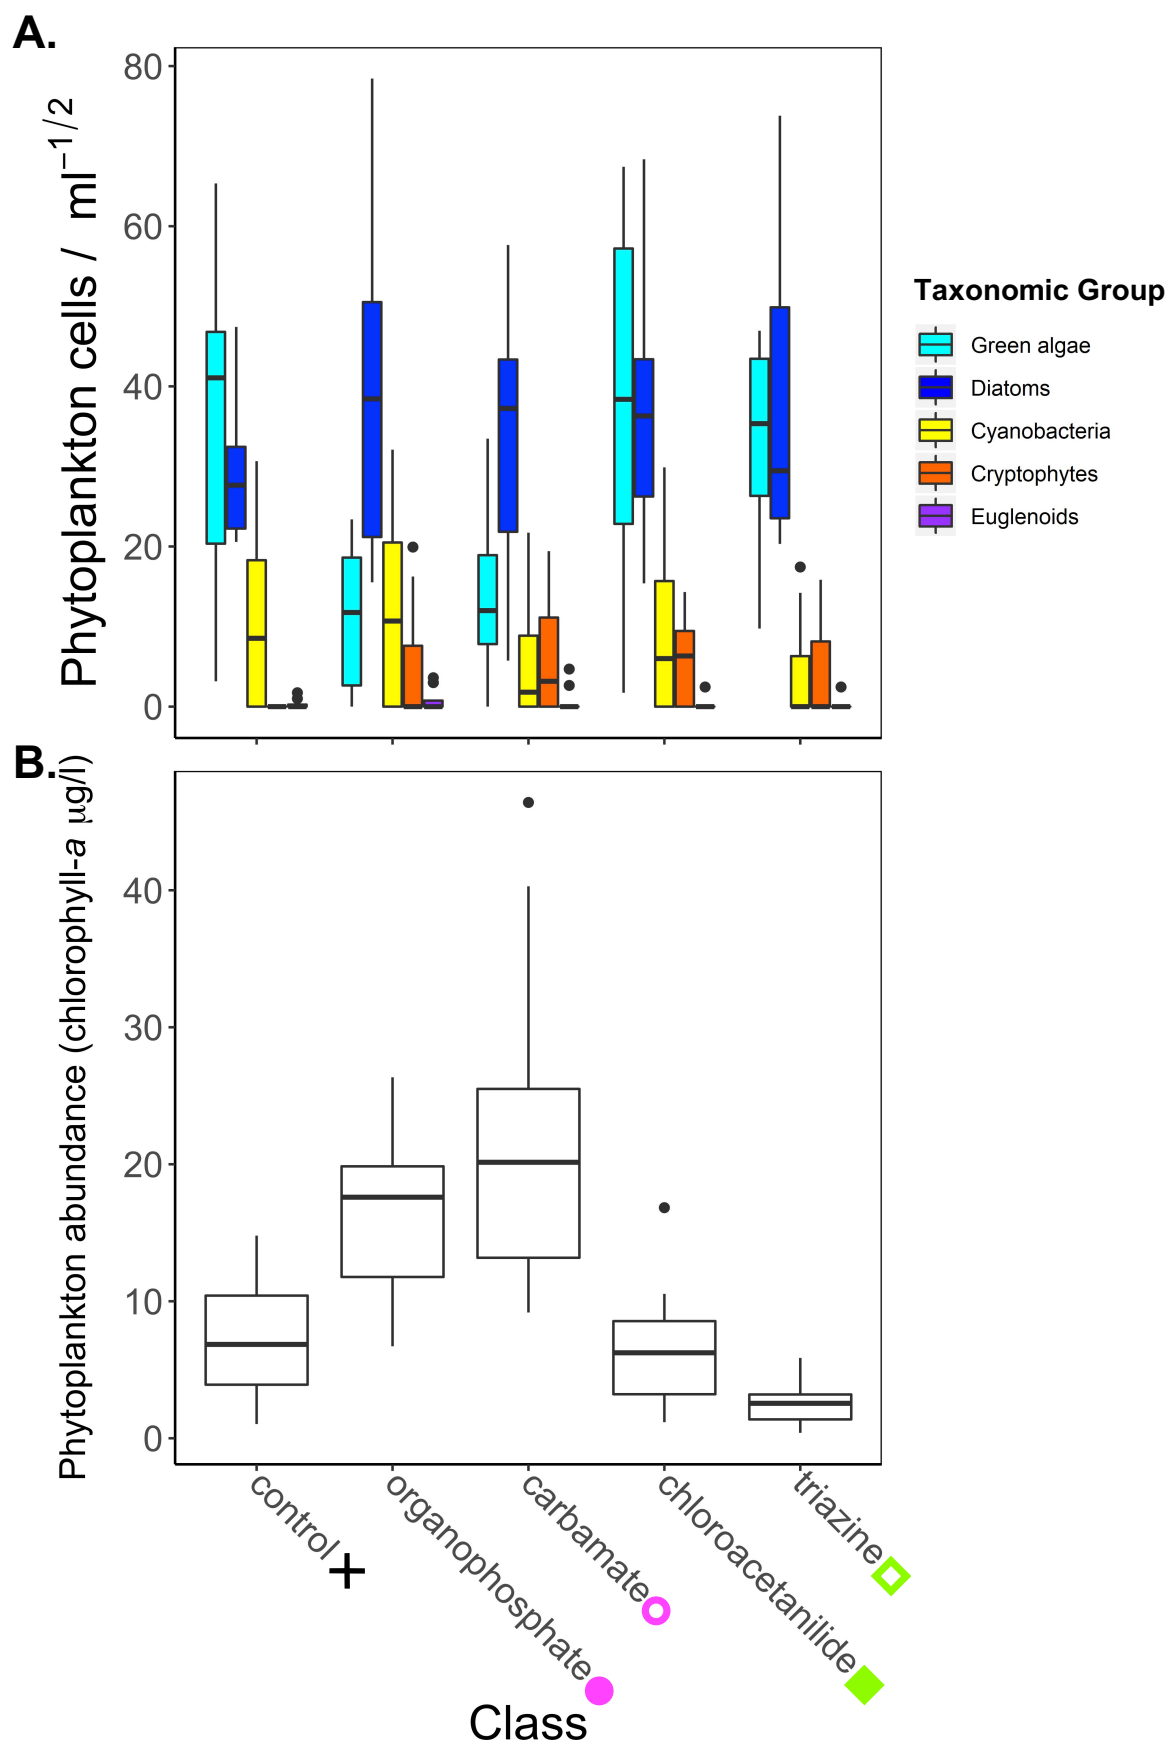 A.
Phytoplankton cells / ml−1/2
80
60
40
20
0
Taxonomic Group
Green algae
Diatoms
Cyanobacteria
Cryptophytes
Euglenoids
B.
Phytoplankton abundance (chlorophyll-a µg/l)
40
30
20
10
0
control
organophosphate
carbamate
chloroacetanilide
triazine
Class